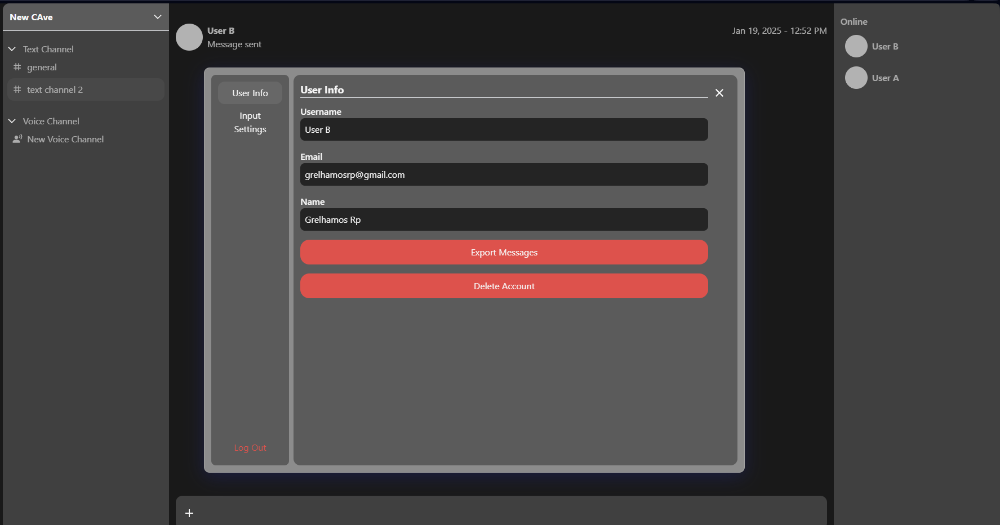 New CAve
Text Channel
general
text channel 2
Voice Channel
New Voice Channel
User B
Jan 19, 2025 - 12:52 PM
Message sent
User Info
Input
Settings
Log Out
User Info
Username
User B
Email
grelhamosrp@gmail.com
Name
Grelhamos Rp
Export Messages
Delete Account
Online
User B
User A